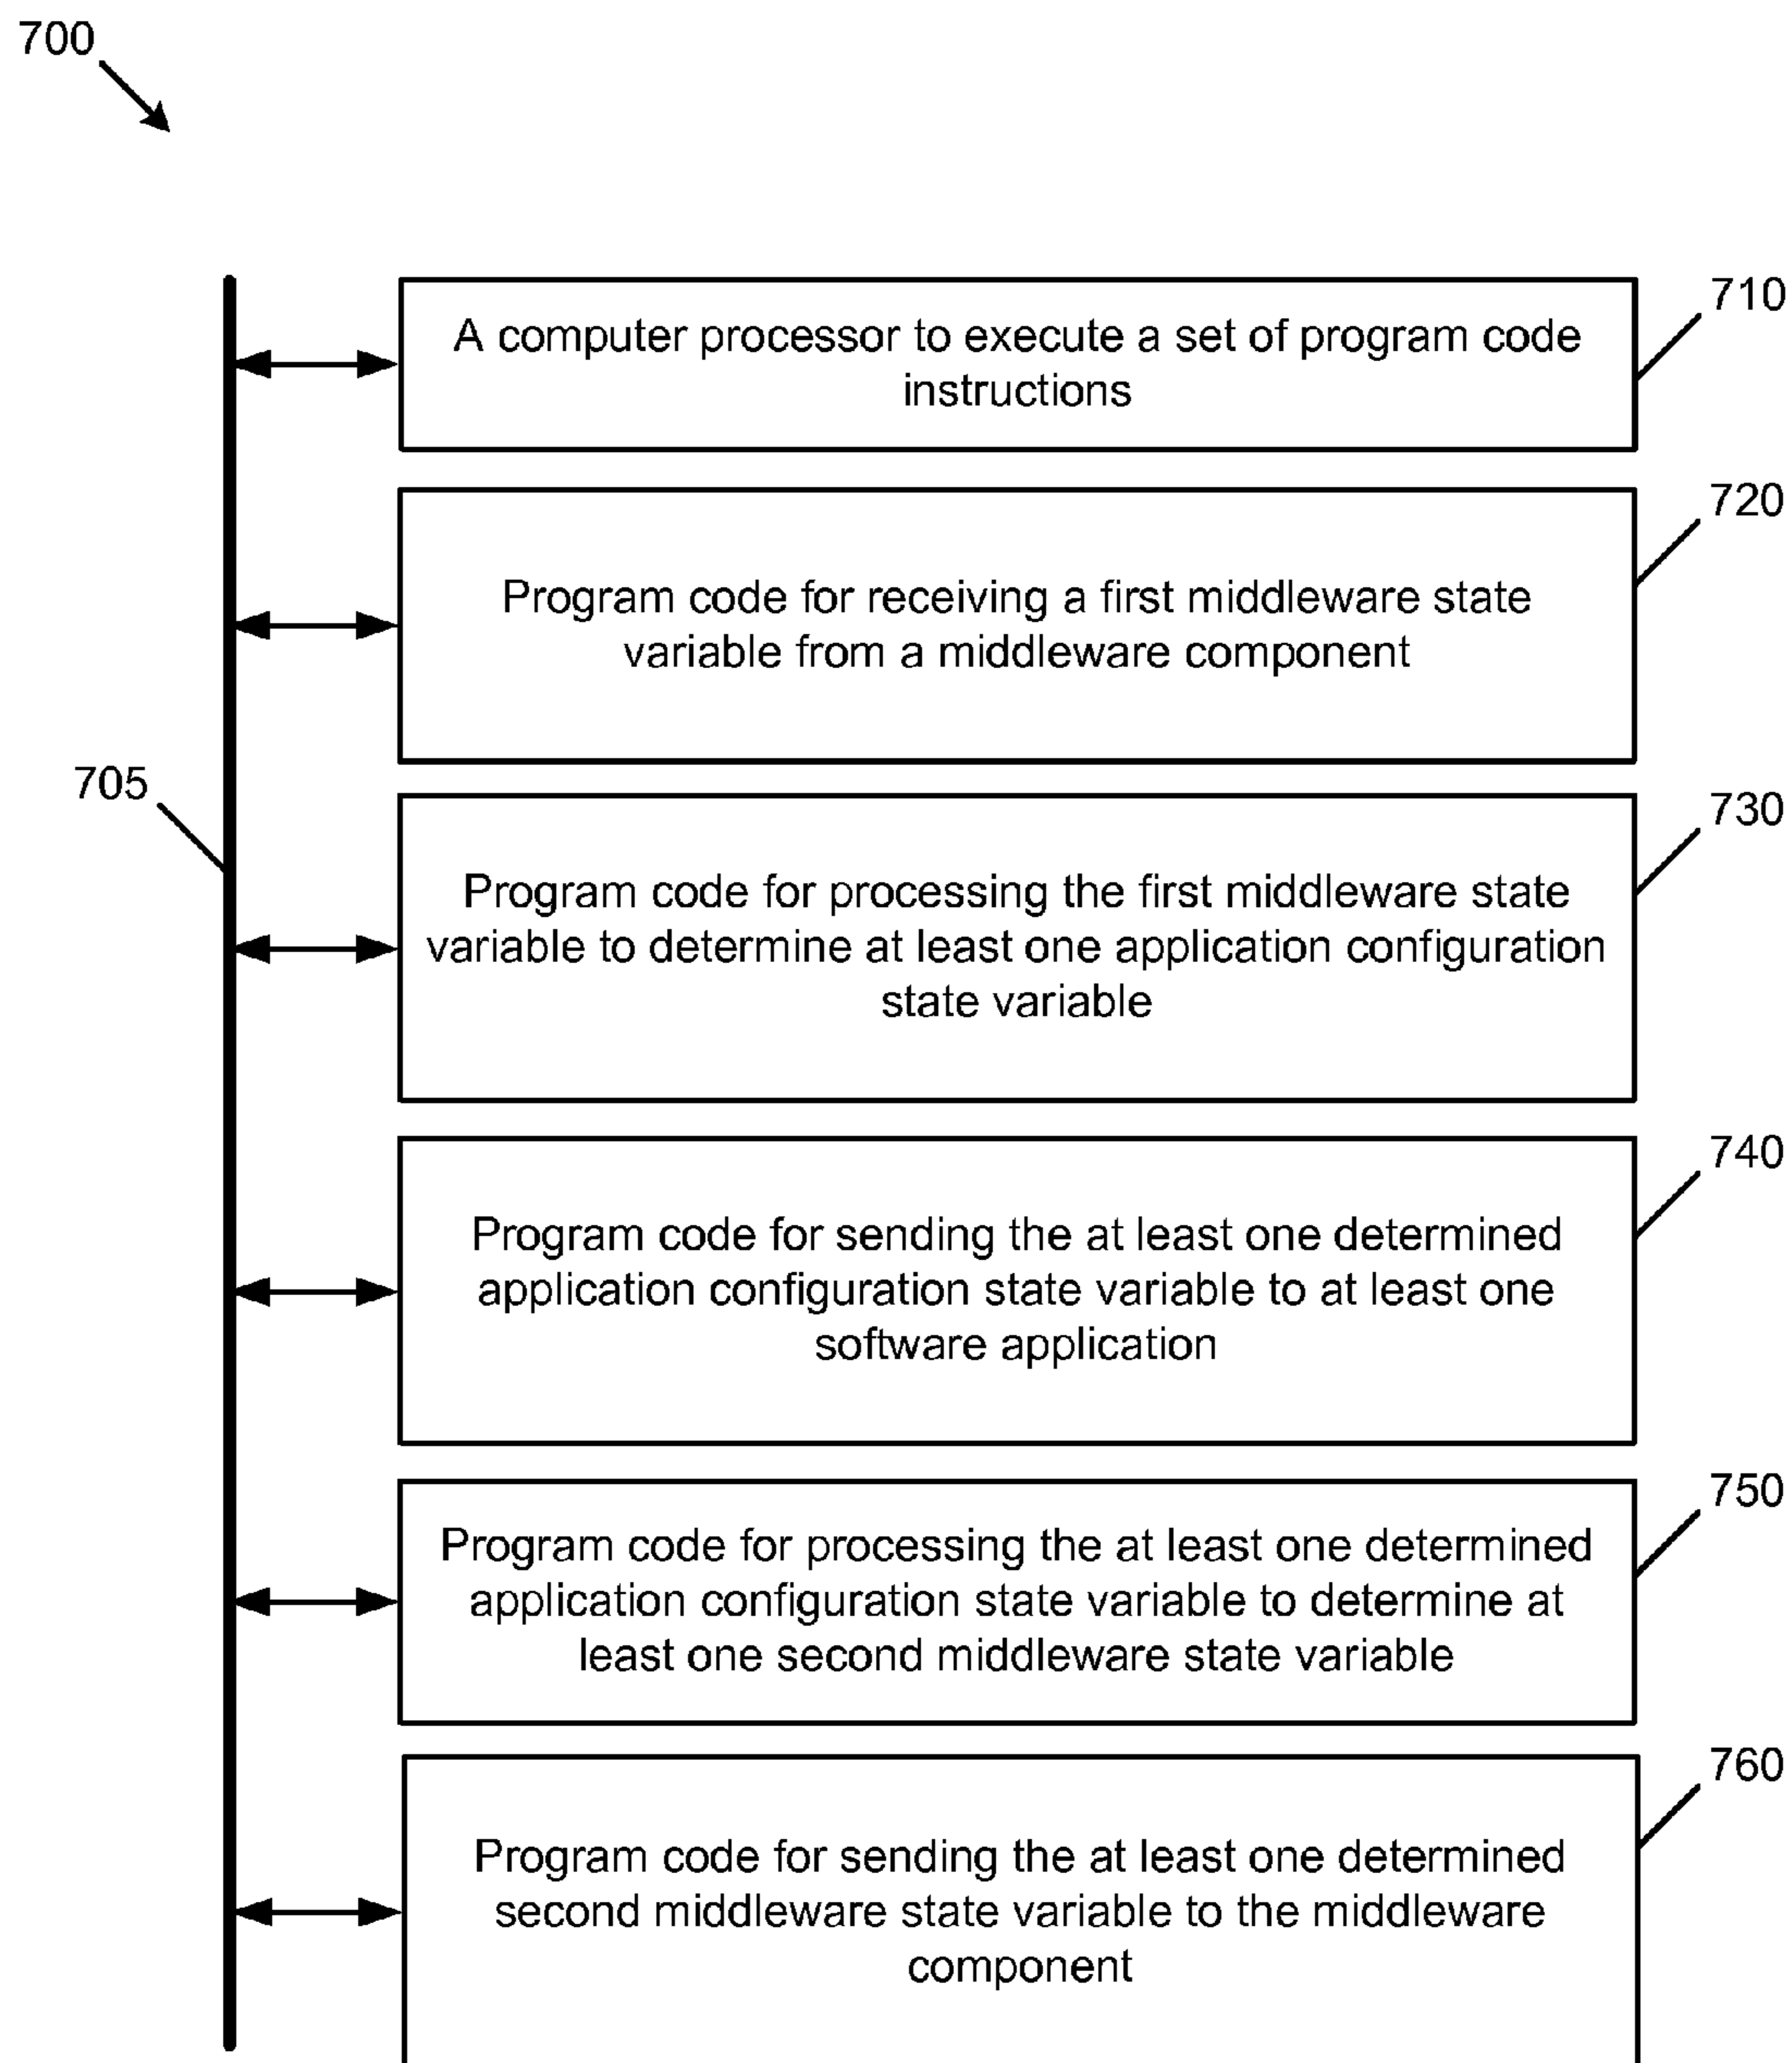 700
A computer processor to execute a set of program code
instructions
710
Program code for receiving a first middleware state
variable from a middleware component
720
705
Program code for processing the first middleware state
variable to determine at least one application configuration
state variable
730
Program code for sending the at least one determined
application configuration state variable to at least one
software application
740
Program code for processing the at least one determined
application configuration state variable to determine at
least one second middleware state variable
750
Program code for sending the at least one determined
second middleware state variable to the middleware
component
760